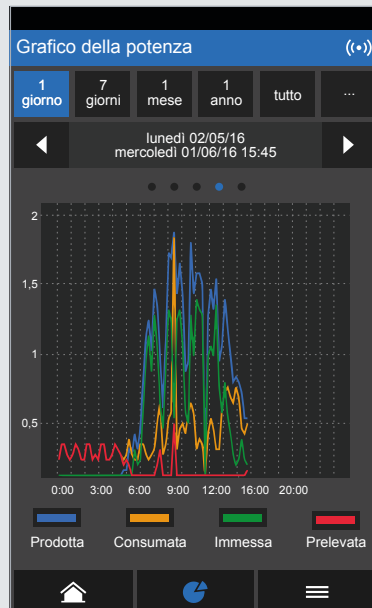 Grafico della potenza
1 giorno
7 giorni
1 mese
1 anno
tutto
...
lunedì 02/05/16
mercoledì 01/06/16 15:45
2
1,5
1
0,5
0:00 3:00 6:00 9:00 12:00 16:00 20:00
Prodotta Consumata Immessa Prelevata